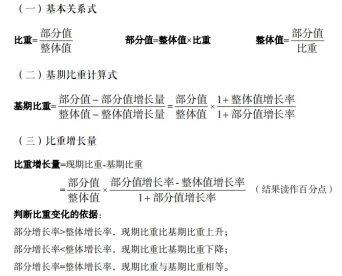 （一）基本关系式
比重=部分值/整体值 部分值=整体值×比重 整体值=部分值/比重
（二）基期比重计算式
基期比重=(部分值－部分值增长量)/(整体值－整体值增长量)=部分值/整体值×(1+整体值增长率)/(1+部分值增长率)
（三）比重增长量
比重增长量=现期比重-基期比重
=部分值/整体值×(部分值增长率-整体值增长率)/(1+部分值增长率)（结果读作百分点）
判断比重变化的依据：
部分增长率>整体增长率，现期比重比基期比重上升；
部分增长率<整体增长率，现期比重比基期比重下降；
部分增长率=整体增长率，现期比重与基期比重相等。